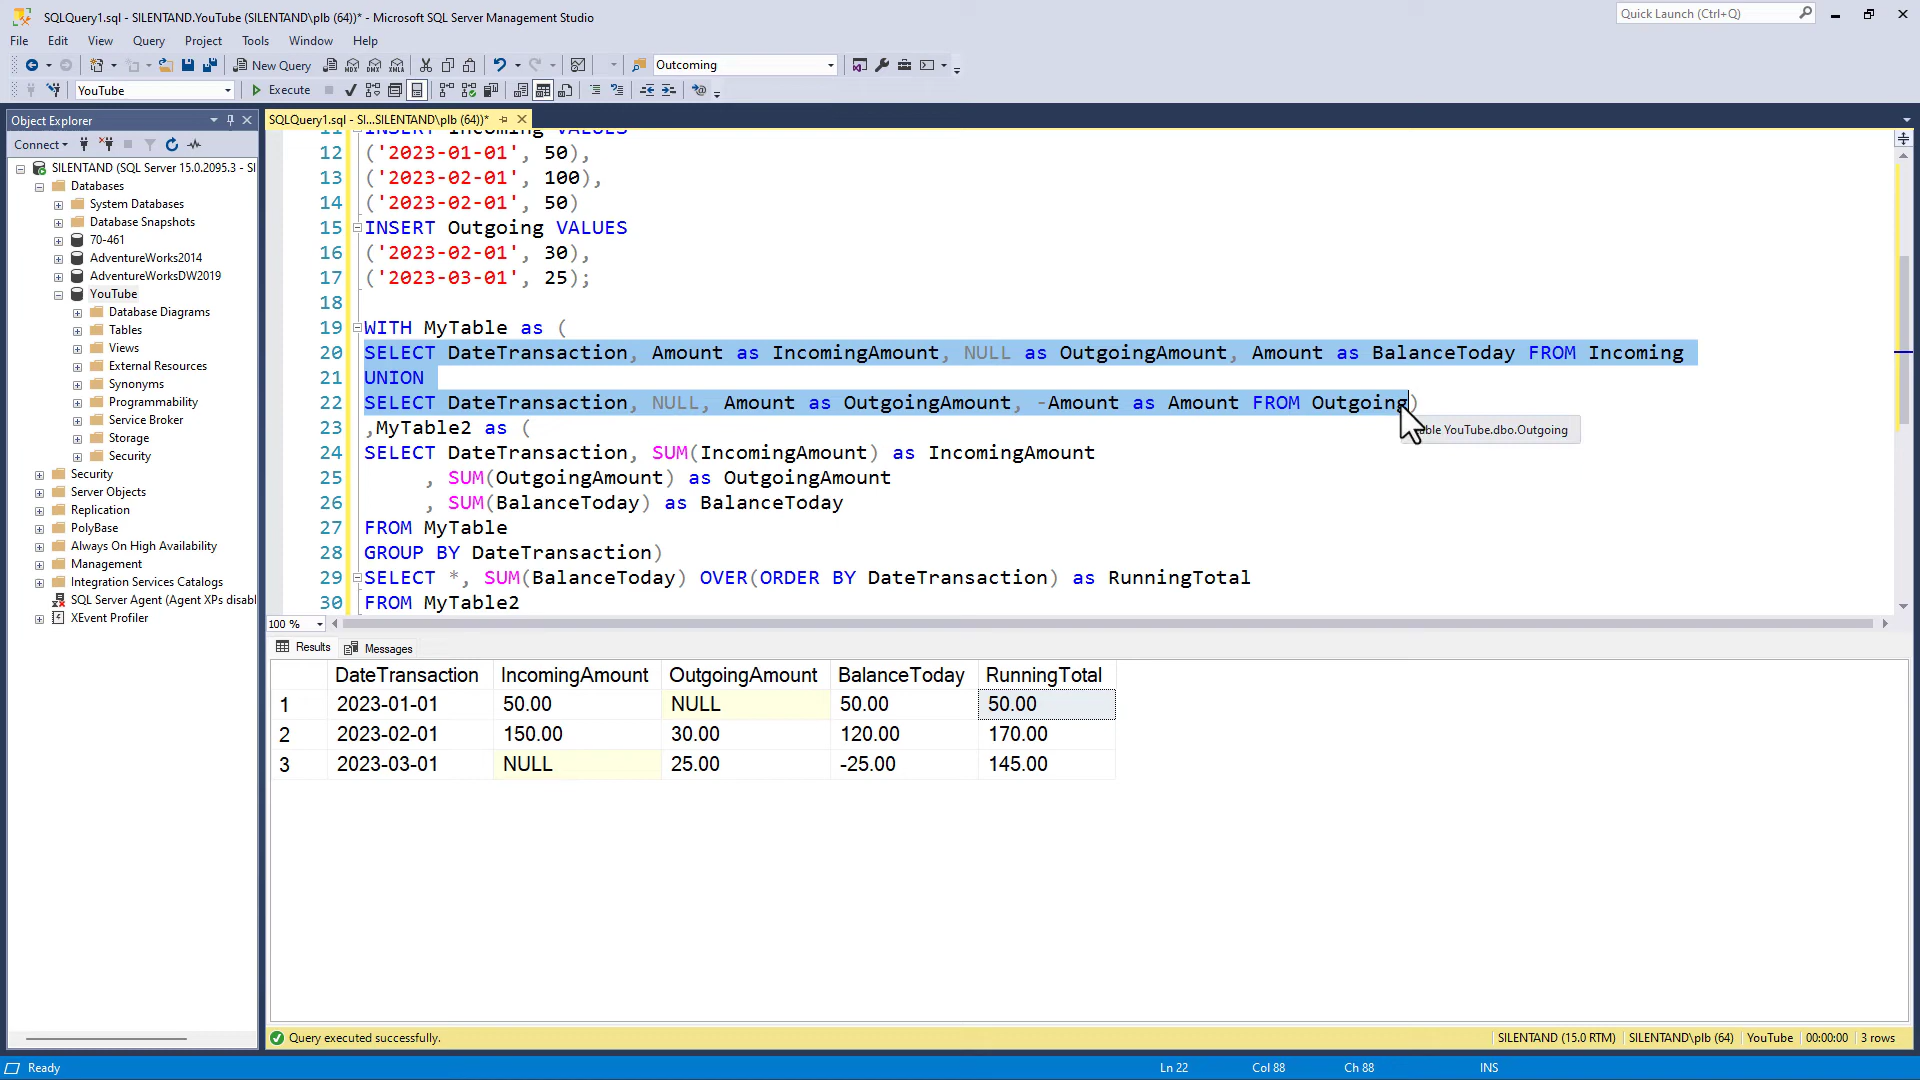 SQLQuery1.sql - SILENTAND.YouTube (SILENTAND\plb (64))* - Microsoft SQL Server Management Studio
Quick Launch (Ctrl+Q)
File Edit View Query Project Tools Window Help
New Query
Outcoming
YouTube
Execute
Object Explorer
SQLQuery1.sql - SI...SILENTAND\plb (64))*
Connect
SILENTAND (SQL Server 15.0.2095.3 - SI
Databases
System Databases
Database Snapshots
70-461
AdventureWorks2014
AdventureWorksDW2019
YouTube
Database Diagrams
Tables
Views
External Resources
Synonyms
Programmability
Service Broker
Storage
Security
Security
Server Objects
Replication
PolyBase
Always On High Availability
Management
Integration Services Catalogs
SQL Server Agent (Agent XPs disabl
XEvent Profiler
11 INSERT Incoming VALUES
12 ('2023-01-01', 50),
13 ('2023-02-01', 100),
14 ('2023-02-01', 50)
15 INSERT Outgoing VALUES
16 ('2023-02-01', 30),
17 ('2023-03-01', 25);
18
19 WITH MyTable as (
20 SELECT DateTransaction, Amount as IncomingAmount, NULL as OutgoingAmount, Amount as BalanceToday FROM Incoming
21 UNION
22 SELECT DateTransaction, NULL, Amount as OutgoingAmount, -Amount as Amount FROM Outgoing)
YouTube.dbo.Outgoing
23 ,MyTable2 as (
24 SELECT DateTransaction, SUM(IncomingAmount) as IncomingAmount
25 , SUM(OutgoingAmount) as OutgoingAmount
26 , SUM(BalanceToday) as BalanceToday
27 FROM MyTable
28 GROUP BY DateTransaction)
29 SELECT *, SUM(BalanceToday) OVER(ORDER BY DateTransaction) as RunningTotal
30 FROM MyTable2
100 %
Results Messages
DateTransaction IncomingAmount OutgoingAmount BalanceToday RunningTotal
1 2023-01-01 50.00 NULL 50.00 50.00
2 2023-02-01 150.00 30.00 120.00 170.00
3 2023-03-01 NULL 25.00 -25.00 145.00
Query executed successfully.
SILENTAND (15.0 RTM) SILENTAND\plb (64) YouTube 00:00:00 3 rows
Ready
Ln 22 Col 88 Ch 88 INS